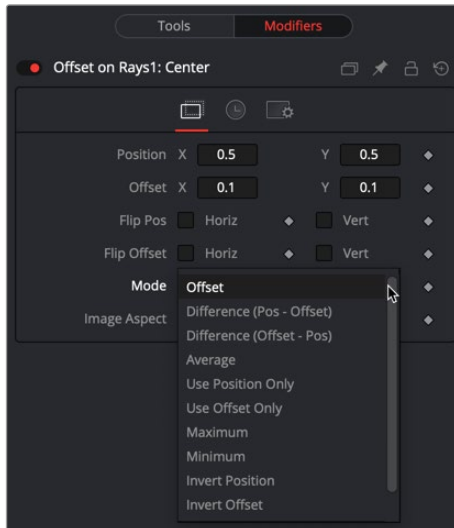 Tools Modifiers
Offset on Rays1: Center
Position X 0.5 Y 0.5
Offset X 0.1 Y 0.1
Flip Pos Horiz Vert
Flip Offset Horiz Vert
Mode Offset
Difference (Pos - Offset)
Image Aspect Difference (Offset - Pos)
Average
Use Position Only
Use Offset Only
Maximum
Minimum
Invert Position
Invert Offset